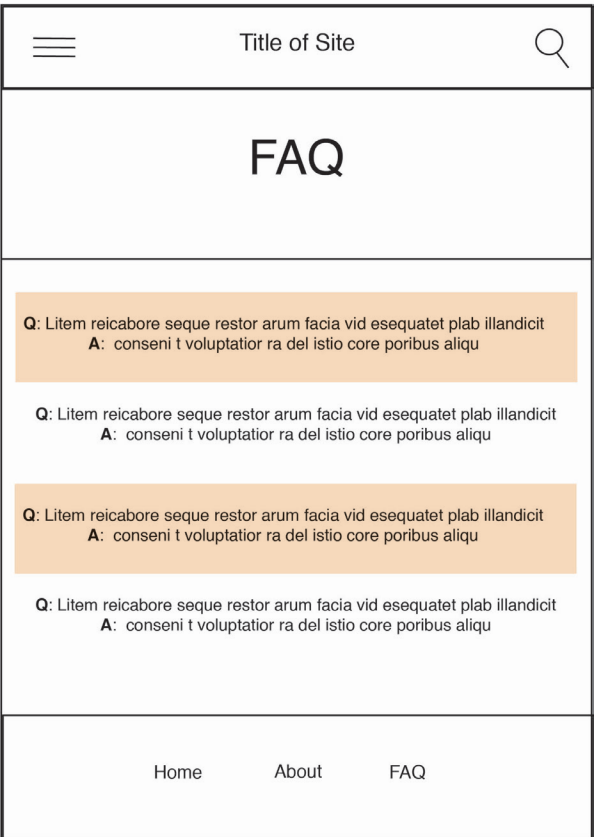 Title of Site
FAQ
Q: Litem reicabore seque restor arum facia vid esequatet plab illandicit
A: conseni t voluptatior ra del istio core poribus aliqu
Q: Litem reicabore seque restor arum facia vid esequatet plab illandicit
A: conseni t voluptatior ra del istio core poribus aliqu
Q: Litem reicabore seque restor arum facia vid esequatet plab illandicit
A: conseni t voluptatior ra del istio core poribus aliqu
Q: Litem reicabore seque restor arum facia vid esequatet plab illandicit
A: conseni t voluptatior ra del istio core poribus aliqu
Home About FAQ